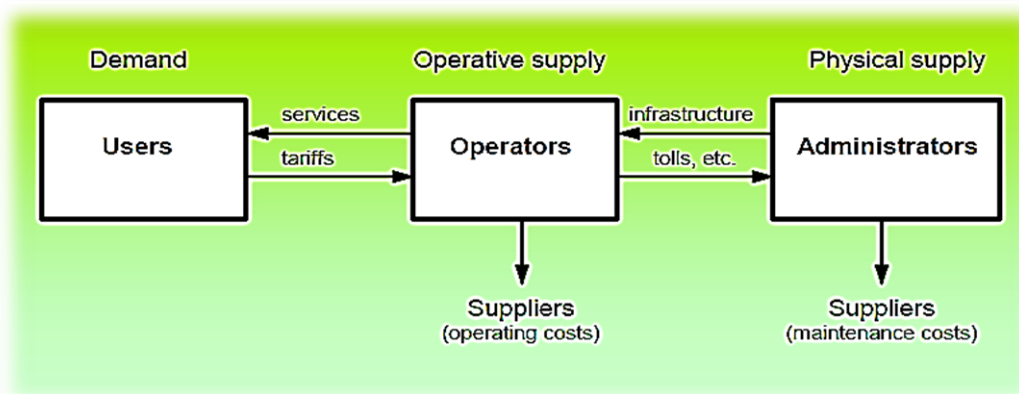 Demand
Operative supply
Physical supply
Users
services
tariffs
Operators
infrastructure
tolls, etc.
Administrators
Suppliers
(operating costs)
Suppliers
(maintenance costs)